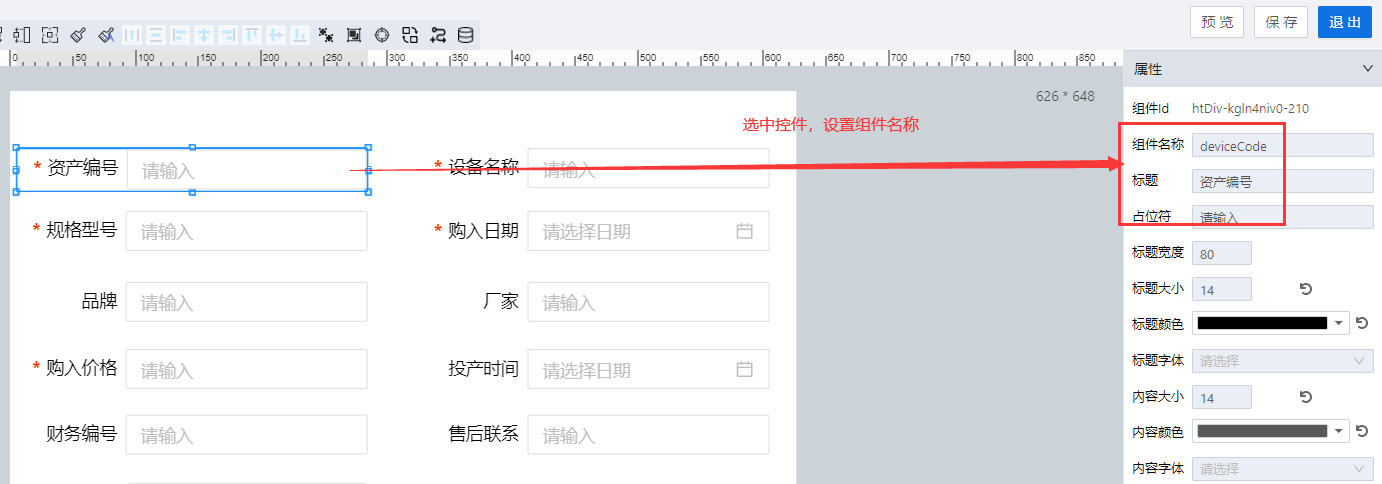 预 览 保 存 退 出
0 50 100 150 200 250 300 350 400 450 500 550 600 650 700 750 800 850
属性
626 * 648
组件Id htDiv-kgln4niv0-210
选中控件，设置组件名称
组件名称 deviceCode
* 资产编号 请输入 * 设备名称 请输入
标题 资产编号
占位符 请输入
* 规格型号 请输入 * 购入日期 请选择日期
标题宽度 80
标题大小 14
品牌 请输入 厂家 请输入
标题颜色
标题字体 请选择
* 购入价格 请输入 投产时间 请选择日期
内容大小 14
内容颜色
财务编号 请输入 售后联系 请输入
内容字体 请选择